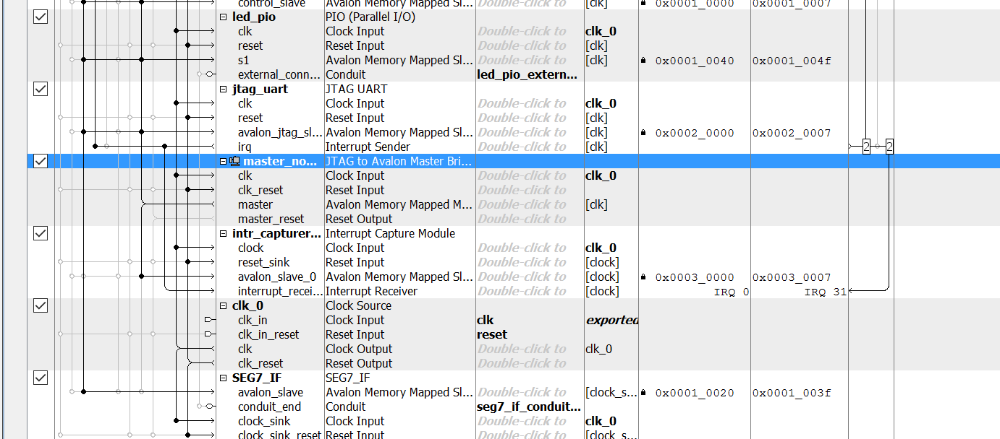 control_slave Avalon Memory Mapped Sl... Double-click to [clk] 0x0001_0000 0x0001_0007
led_pio PIO (Parallel I/O)
clk Clock Input Double-click to clk_0
reset Reset Input Double-click to [clk]
s1 Avalon Memory Mapped Sl... Double-click to [clk] 0x0001_0040 0x0001_004f
external_conn... Conduit led_pio_extern...
jtag_uart JTAG UART
clk Clock Input Double-click to clk_0
reset Reset Input Double-click to [clk]
avalon_jtag_sl... Avalon Memory Mapped Sl... Double-click to [clk] 0x0002_0000 0x0002_0007
irq Interrupt Sender Double-click to [clk] 2 2
master_no... JTAG to Avalon Master Bri...
clk Clock Input Double-click to clk_0
clk_reset Reset Input Double-click to
master Avalon Memory Mapped M... Double-click to [clk]
master_reset Reset Output Double-click to
intr_capturer... Interrupt Capture Module
clock Clock Input Double-click to clk_0
reset_sink Reset Input Double-click to [clock]
avalon_slave_0 Avalon Memory Mapped Sl... Double-click to [clock] 0x0003_0000 0x0003_0007
interrupt_recei... Interrupt Receiver Double-click to [clock] IRQ 0 IRQ 31
clk_0 Clock Source
clk_in Clock Input clk exported
clk_in_reset Reset Input reset
clk Clock Output Double-click to clk_0
clk_reset Reset Output Double-click to
SEG7_IF SEG7_IF
avalon_slave Avalon Memory Mapped Sl... Double-click to [clock_s... 0x0001_0020 0x0001_003f
conduit_end Conduit seg7_if_conduit...
clock_sink Clock Input Double-click to clk_0
clock_sink_reset Reset Input Double-click to [clock_s...